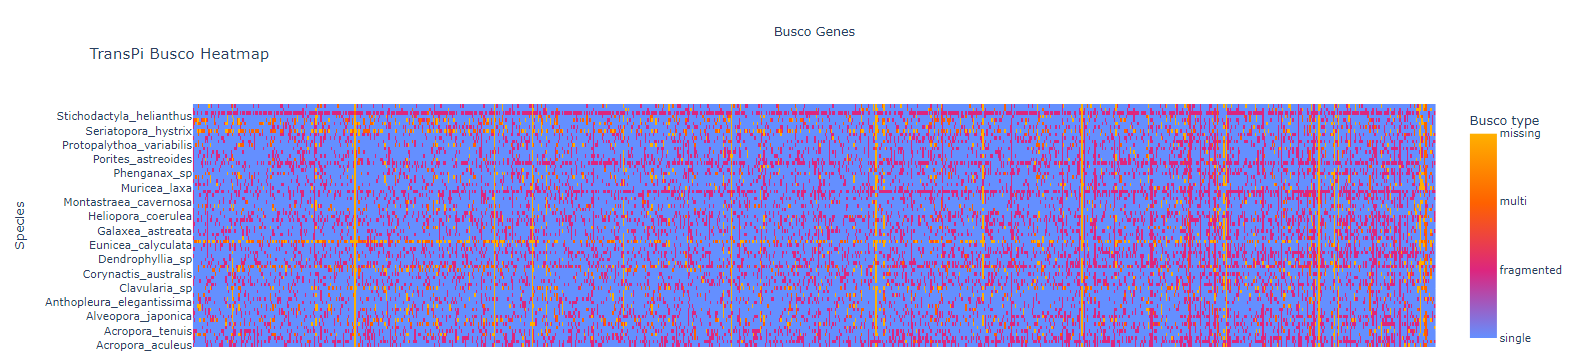 Busco Genes
TransPi Busco Heatmap
Species
Stichodactyla_helianthus
Seriatopora_hystrix
Protopalythoa_variabilis
Porites_astreoides
Phenganax_sp
Muricea_laxa
Montastraea_cavernosa
Heliopora_coerulea
Galaxea_astreata
Eunicea_calyculata
Dendrophyllia_sp
Corynactis_australis
Clavularia_sp
Anthopleura_elegantissima
Alveopora_japonica
Acropora_tenuis
Acropora_aculeus
Busco type
missing
multi
fragmented
single